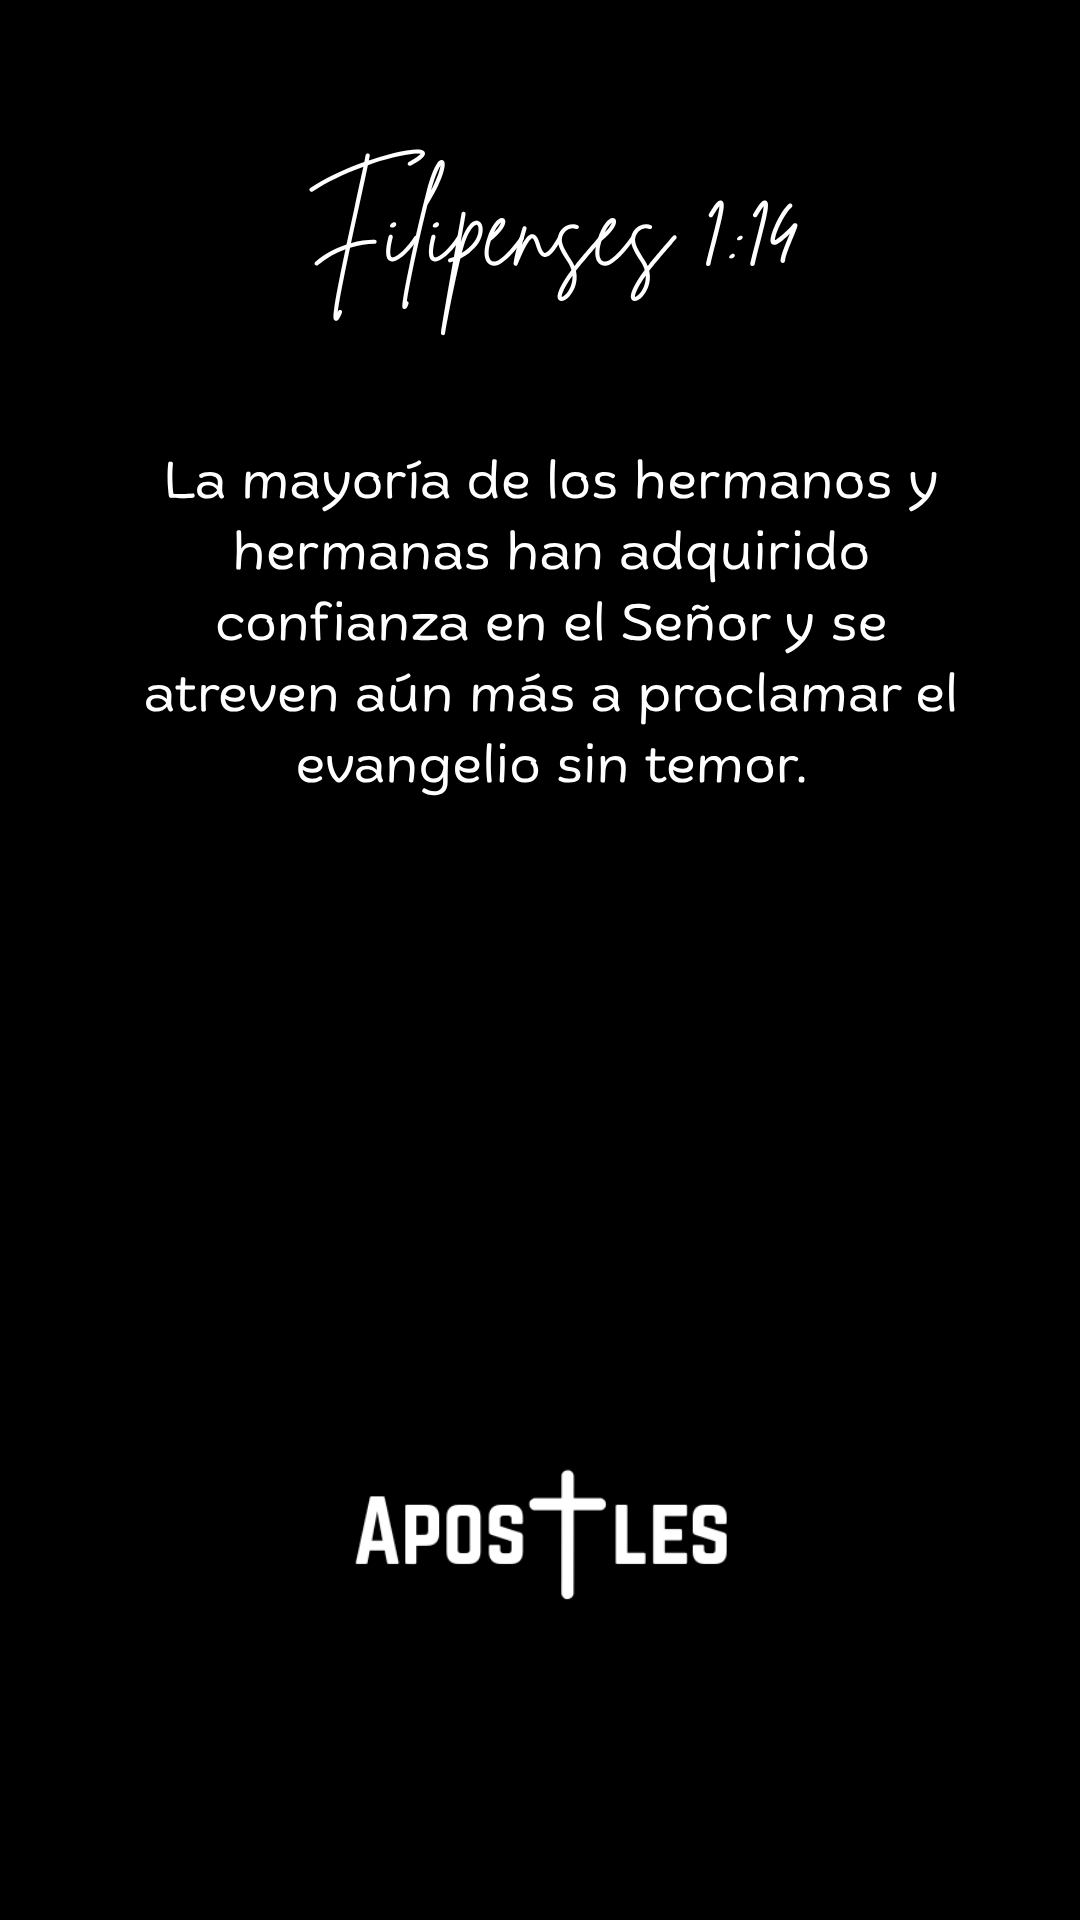 Filipenses 1:14
La mayoría de los hermanos y
hermanas han adquirido
confianza en el Señor y se
atreven aún más a proclamar el
evangelio sin temor.
APOSTLES